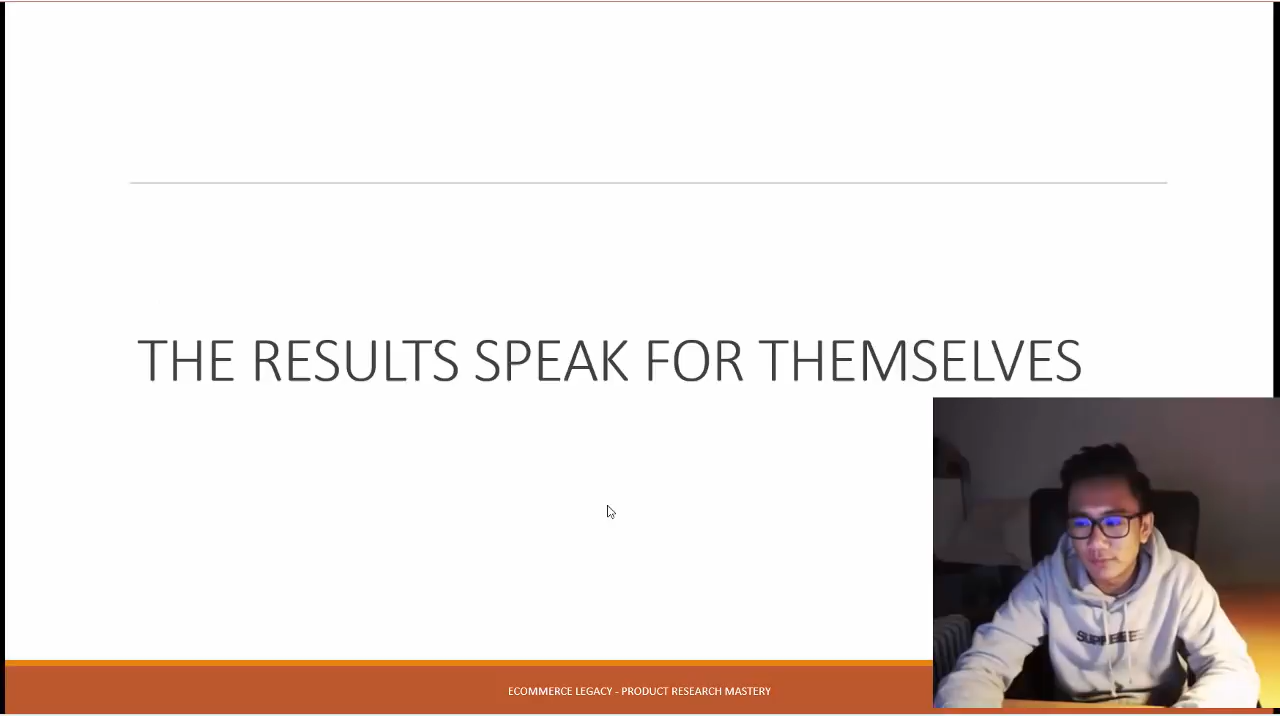 THE RESULTS SPEAK FOR THEMSELVES
ECOMMERCE LEGACY - PRODUCT RESEARCH MASTERY